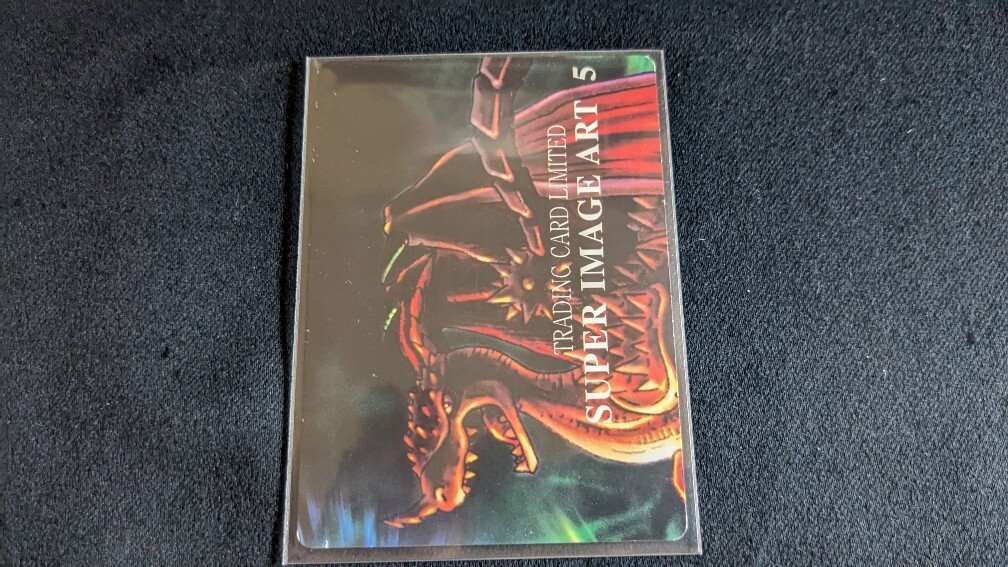 TRADING CARD LIMITED
SUPER IMAGE ART 5